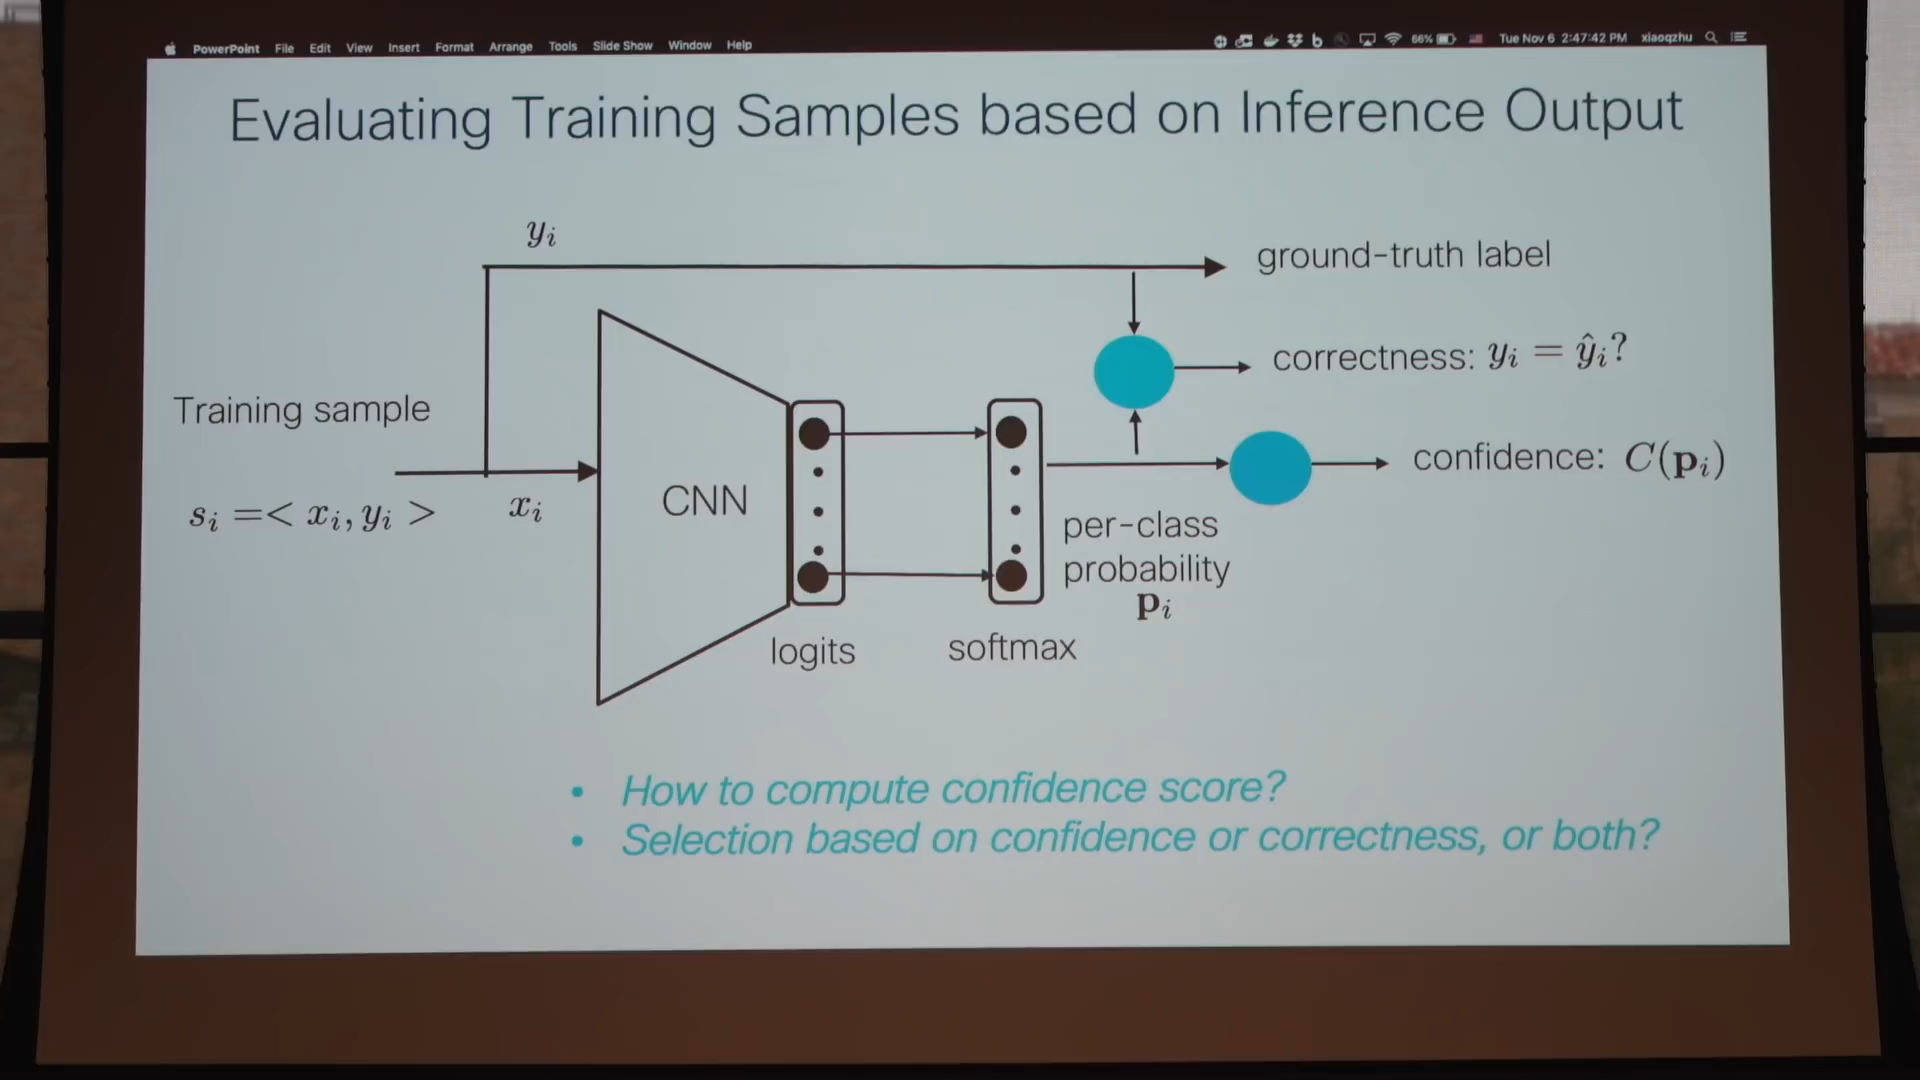 PowerPoint File Edit View Insert Format Arrange Tools Slide Show Window Help 66% Tue Nov 6 2:47:42 PM xiaoqzhu
Evaluating Training Samples based on Inference Output
yᵢ
ground-truth label
correctness: yᵢ = ŷᵢ?
Training sample
confidence: C(𝐩ᵢ)
sᵢ =< xᵢ, yᵢ >
xᵢ
CNN
per-class
probability
𝐩ᵢ
logits
softmax
• How to compute confidence score?
• Selection based on confidence or correctness, or both?